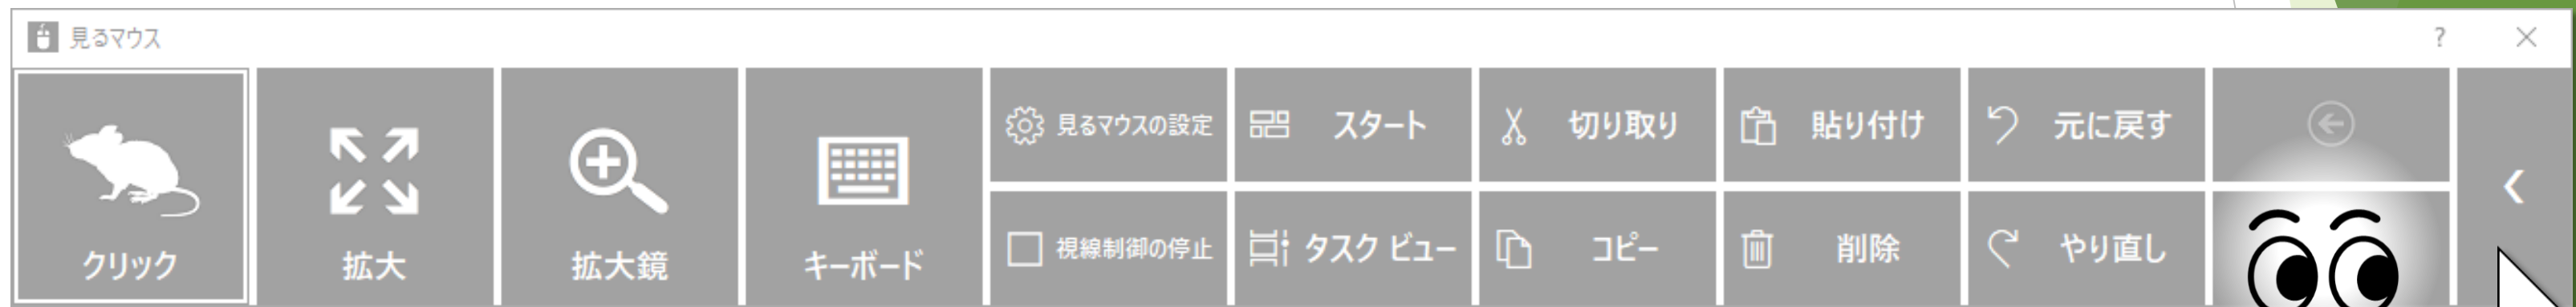 見るマウス
?
クリック
拡大
拡大鏡
キーボード
見るマウスの設定
スタート
切り取り
貼り付け
元に戻す
視線制御の停止
タスク ビュー
コピー
削除
やり直し